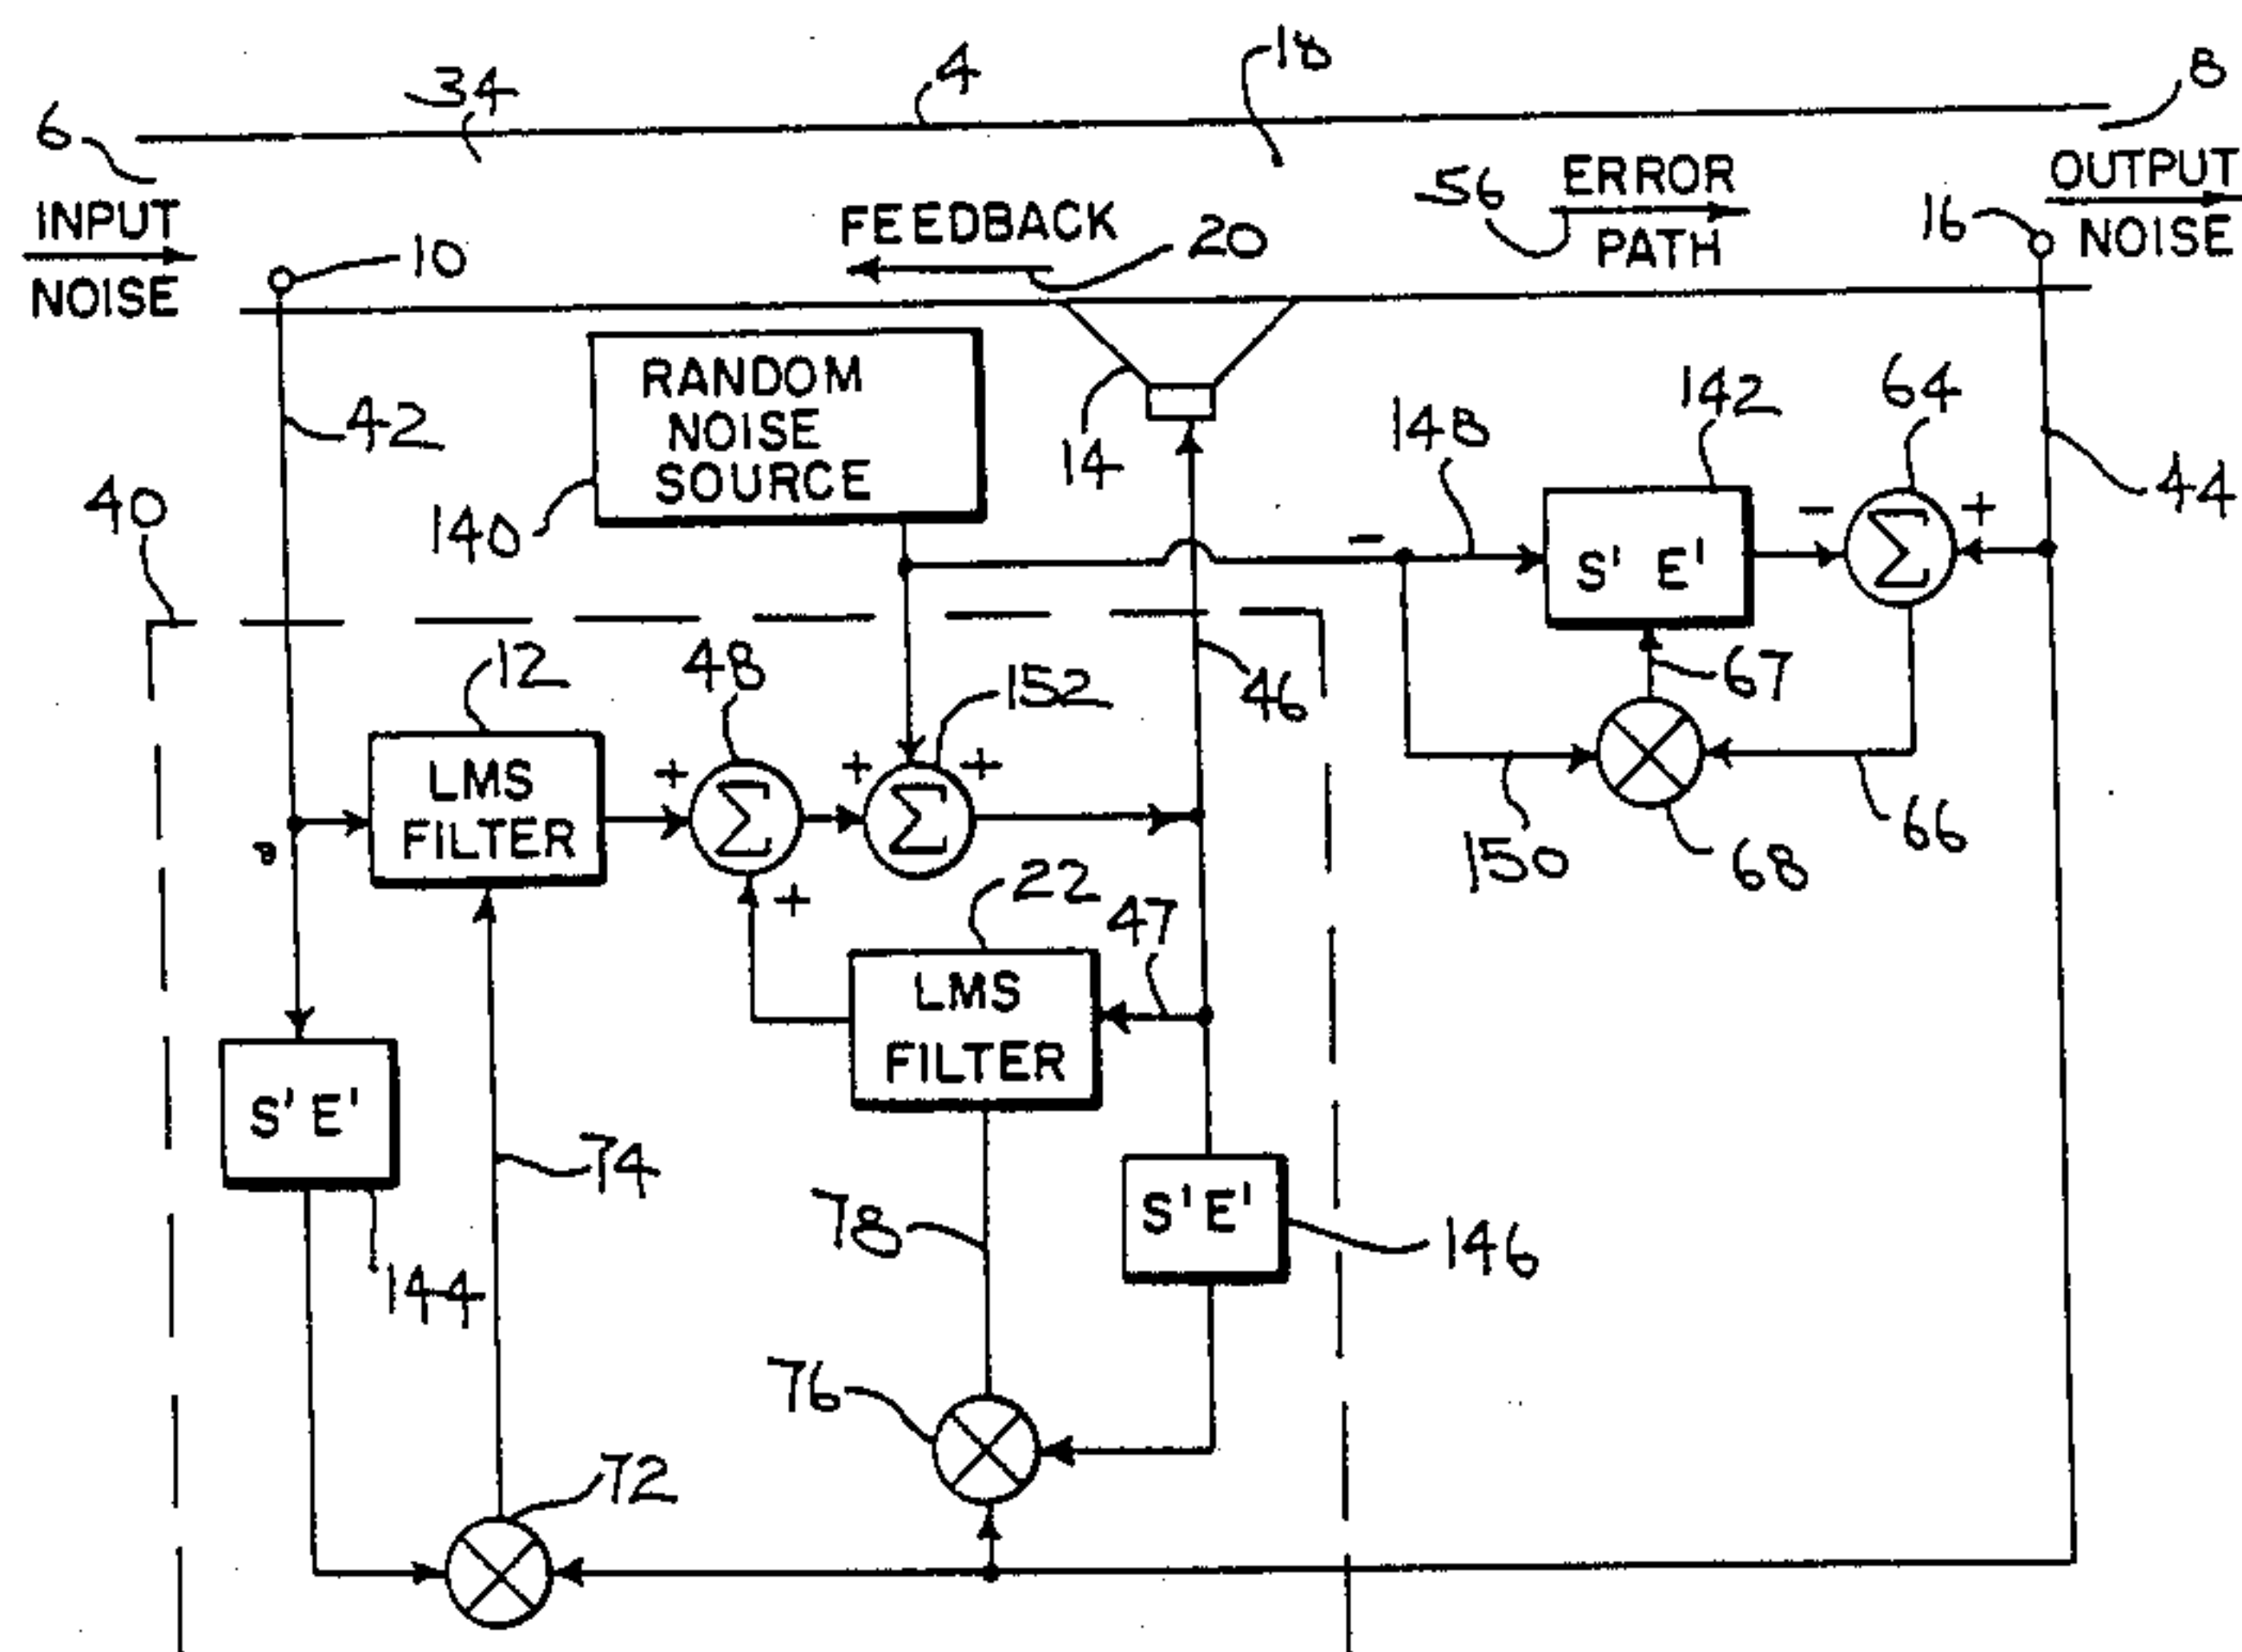 34
4
18
8
6
INPUT
NOISE
10
FEEDBACK
20
56
ERROR
PATH
16
OUTPUT
NOISE
42
RANDOM
NOISE
SOURCE
140
14
148
142
64
44
40
S' E'
- Σ +
-
12
48
152
46
67
LMS
FILTER
+ Σ
+ Σ +
+
150
68
66
22
47
LMS
FILTER
S' E'
144
74
78
S' E'
146
76
72